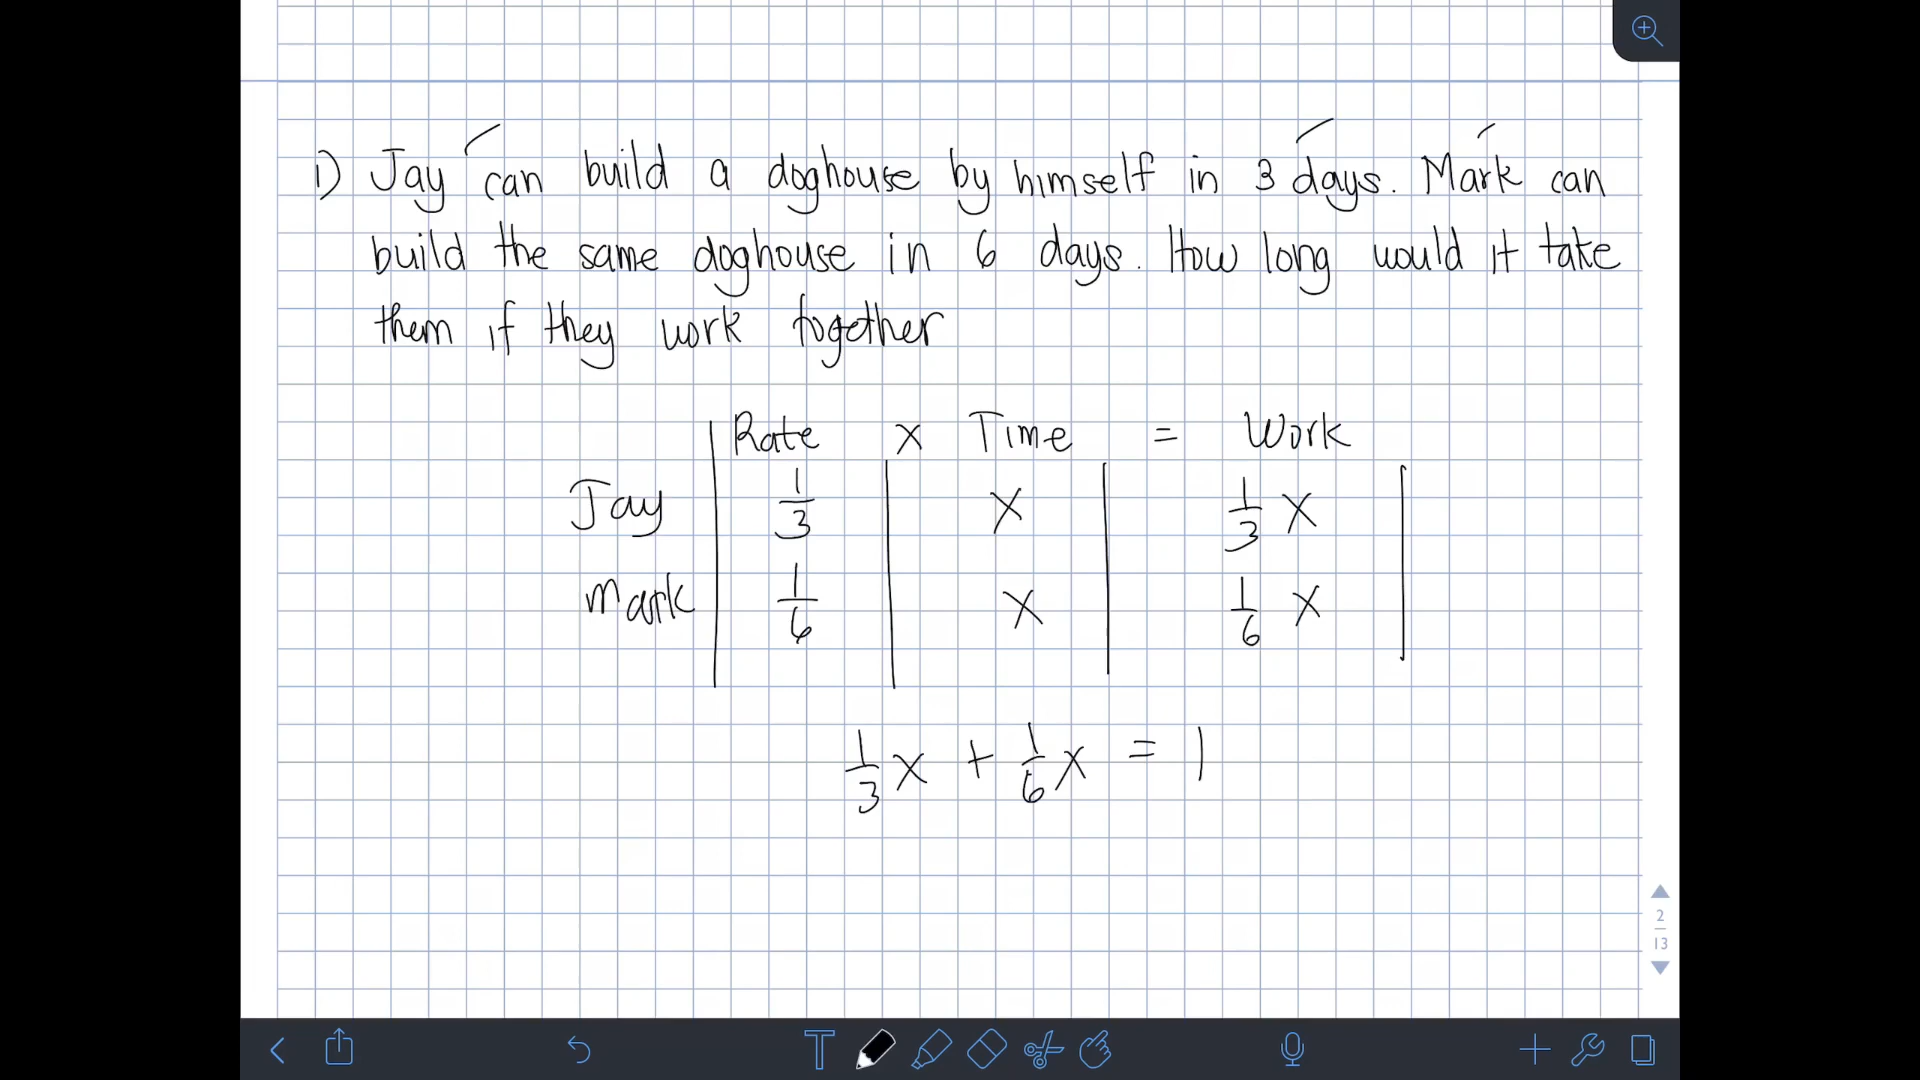 1) Jay can build a doghouse by himself in 3 days. Mark can
build the same doghouse in 6 days. How long would it take
them if they work together
Rate x Time = Work
Jay 1/3 x 1/3 x
Mark 1/6 x 1/6 x
1/3 x + 1/6 x = 1
2
13
T